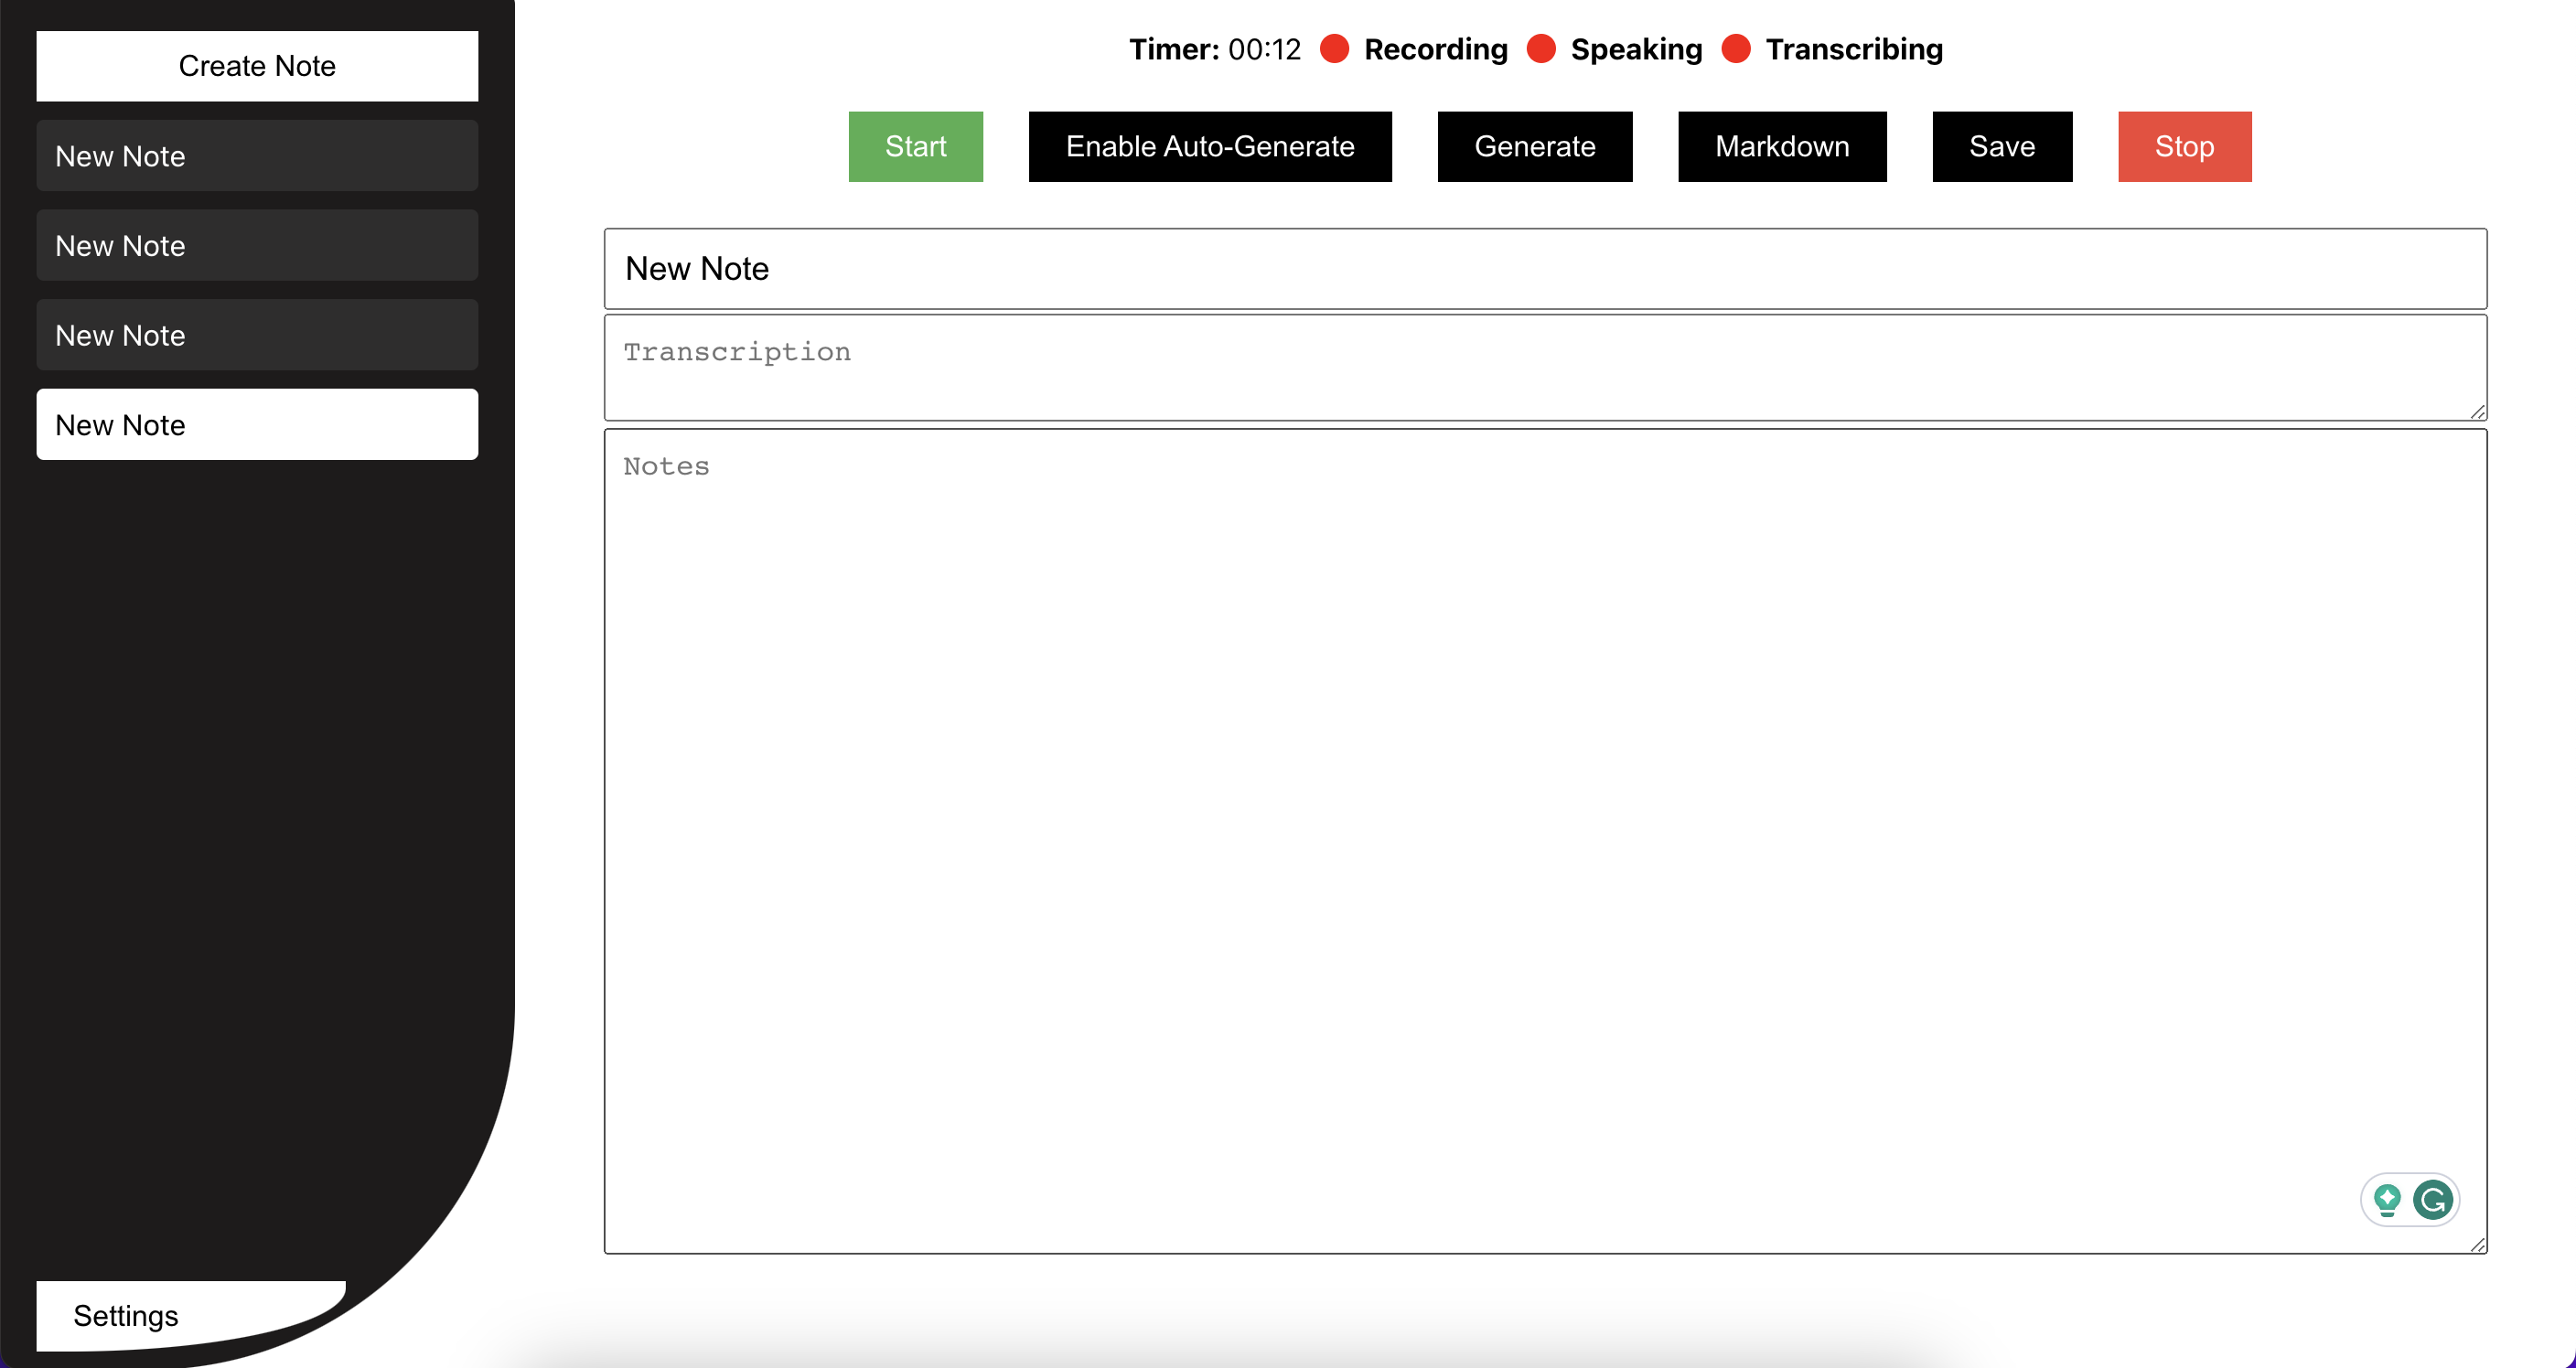 Create Note
New Note
New Note
New Note
New Note
Settings
Timer: 00:12 Recording Speaking Transcribing
Start Enable Auto-Generate Generate Markdown Save Stop
New Note
Transcription
Notes